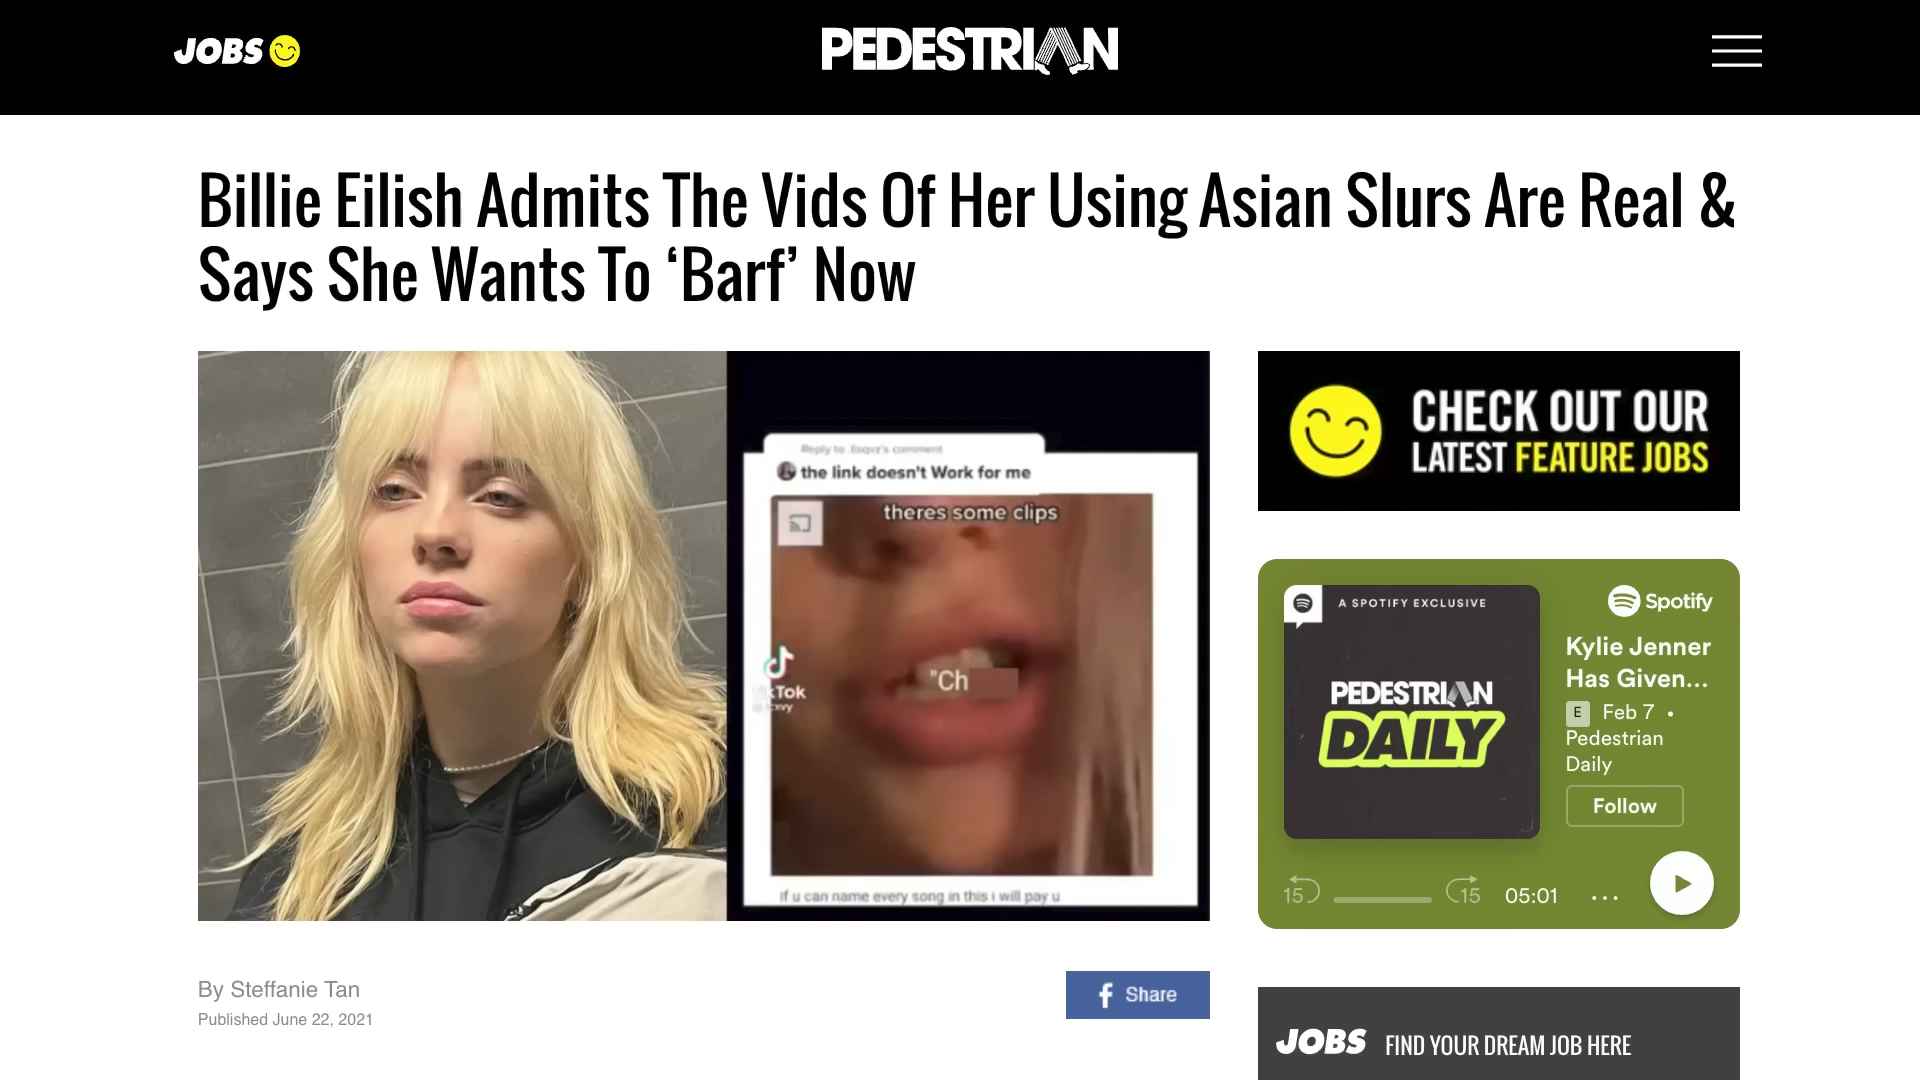 JOBS
PEDESTRIAN
Billie Eilish Admits The Vids Of Her Using Asian Slurs Are Real &
Says She Wants To ‘Barf’ Now
Reply to
's comment
the link doesn't Work for me
theres some clips
"Ch
TikTok
If u can name every song in this i will pay u
CHECK OUT OUR
LATEST FEATURE JOBS
A SPOTIFY EXCLUSIVE
PEDESTRIAN
DAILY
Spotify
Kylie Jenner
Has Given...
E Feb 7 •
Pedestrian
Daily
Follow
15
15
05:01
...
By Steffanie Tan
Published June 22, 2021
f Share
JOBS FIND YOUR DREAM JOB HERE